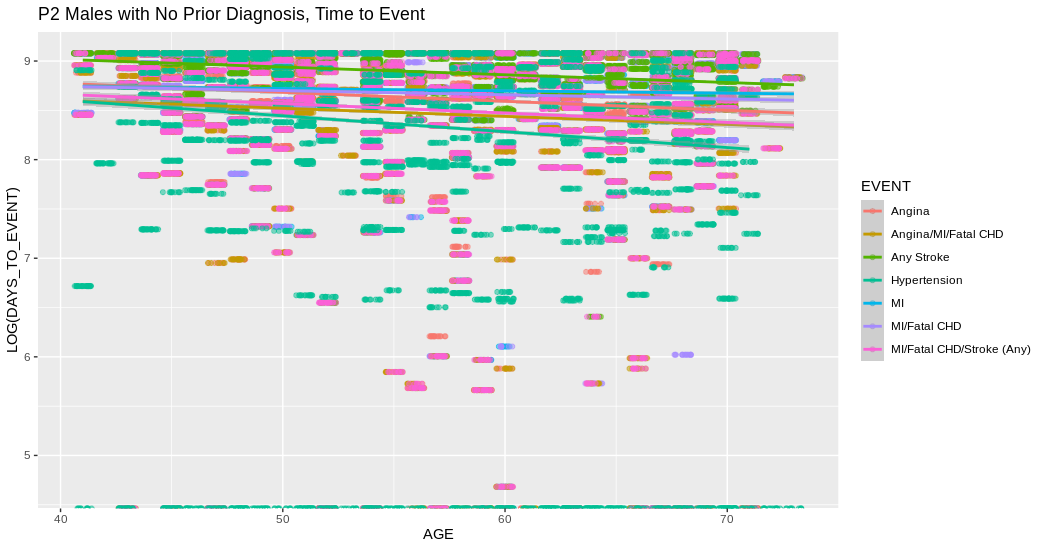 P2 Males with No Prior Diagnosis, Time to Event
LOG(DAYS_TO_EVENT)
9
8
7
6
5
40
50
60
70
AGE
EVENT
Angina
Angina/MI/Fatal CHD
Any Stroke
Hypertension
MI
MI/Fatal CHD
MI/Fatal CHD/Stroke (Any)